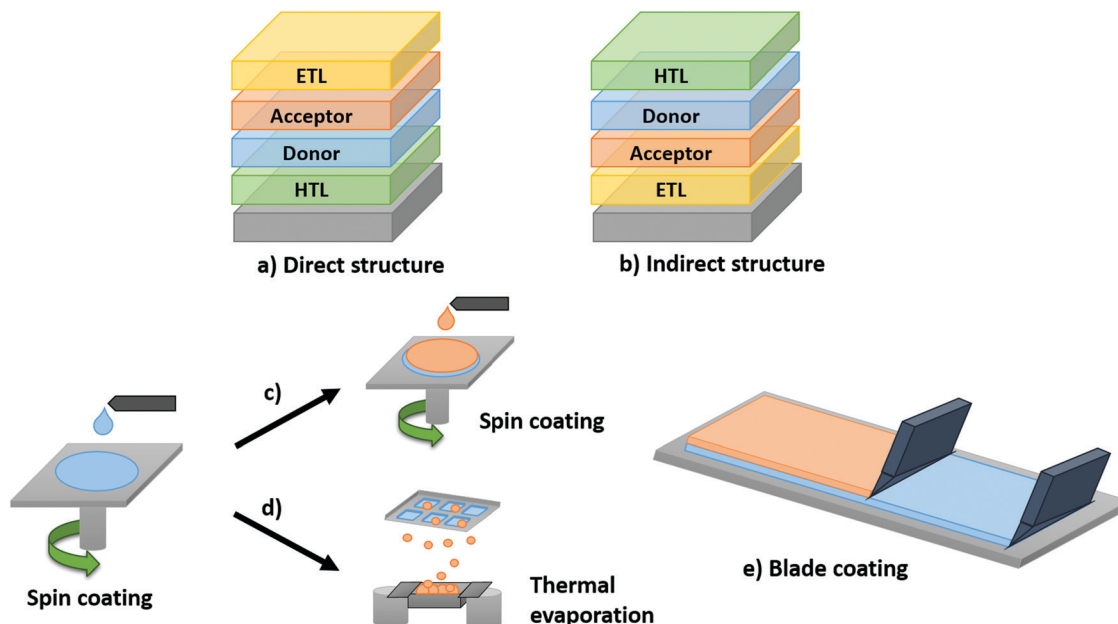 ETL
Acceptor
Donor
HTL
a) Direct structure
HTL
Donor
Acceptor
ETL
b) Indirect structure
Spin coating
c)
Spin coating
d)
Thermal
evaporation
e) Blade coating